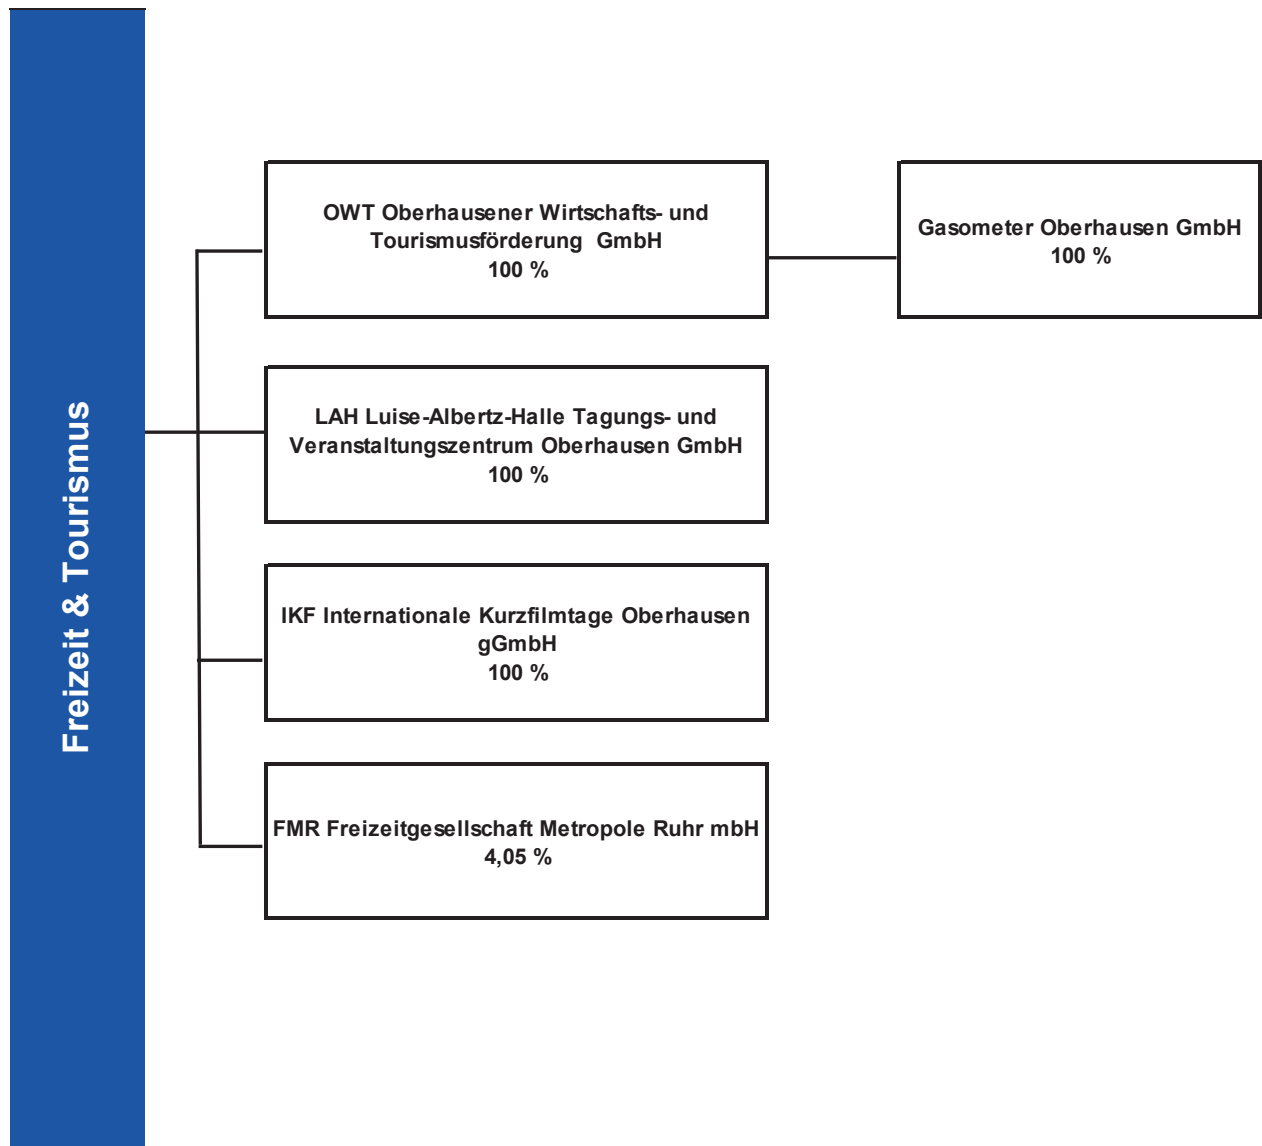 Freizeit & Tourismus
OWT Oberhausener Wirtschafts- und
Tourismusförderung GmbH
100 %
Gasometer Oberhausen GmbH
100 %
LAH Luise-Albertz-Halle Tagungs- und
Veranstaltungszentrum Oberhausen GmbH
100 %
IKF Internationale Kurzfilmtage Oberhausen
gGmbH
100 %
FMR Freizeitgesellschaft Metropole Ruhr mbH
4,05 %